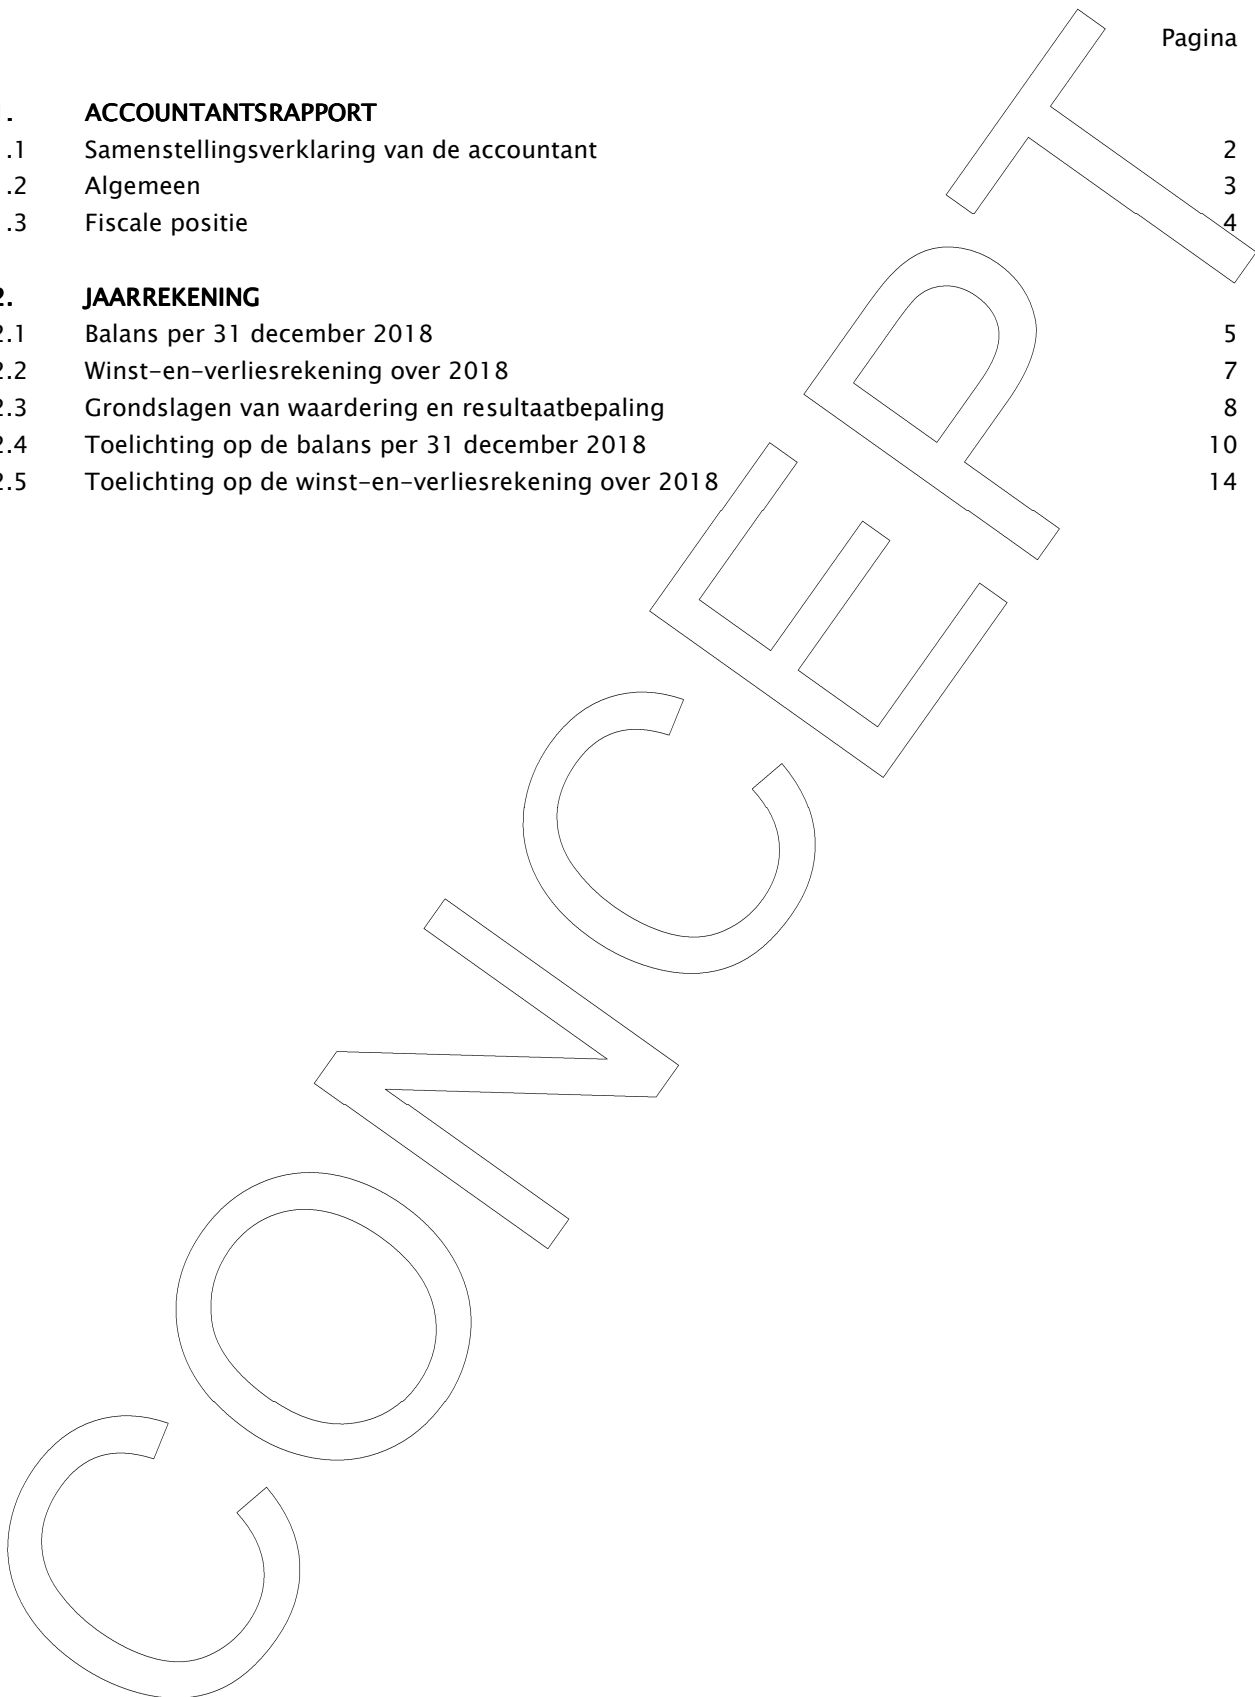 Pagina
1. ACCOUNTANTSRAPPORT
1.1 Samenstellingsverklaring van de accountant 2
1.2 Algemeen 3
1.3 Fiscale positie 4
2. JAARREKENING
2.1 Balans per 31 december 2018 5
2.2 Winst-en-verliesrekening over 2018 7
2.3 Grondslagen van waardering en resultaatbepaling 8
2.4 Toelichting op de balans per 31 december 2018 10
2.5 Toelichting op de winst-en-verliesrekening over 2018 14
CONCEPT